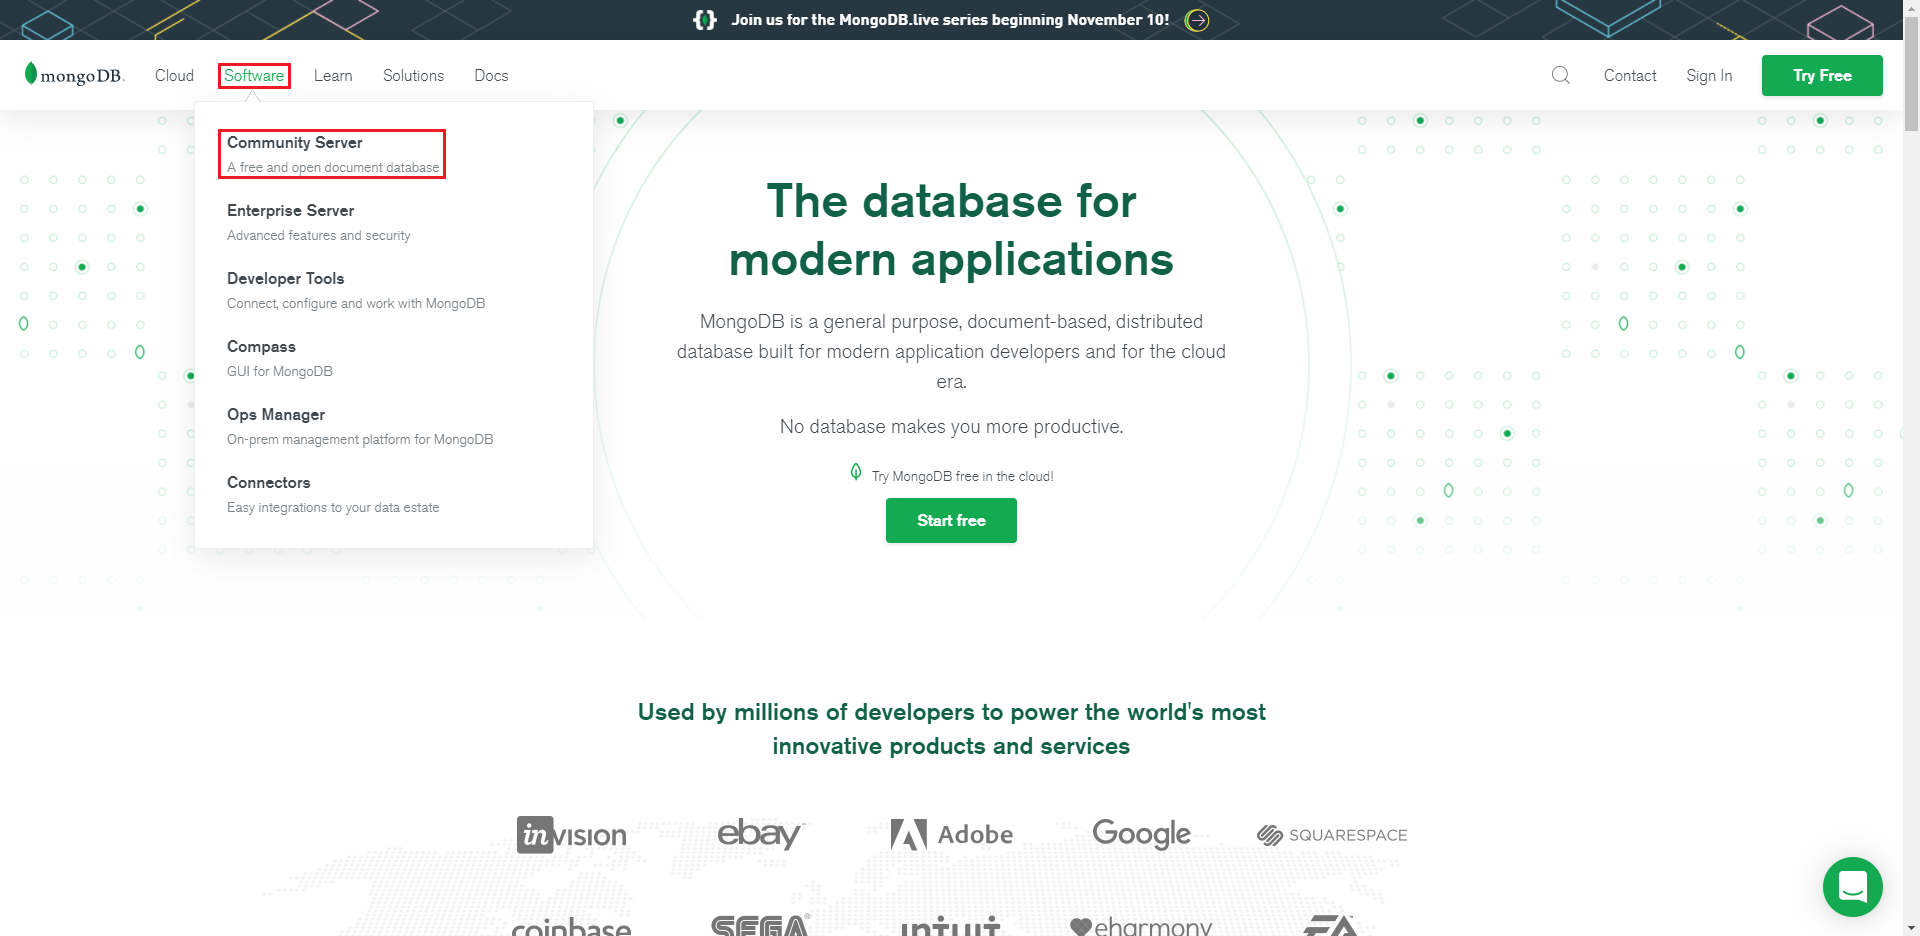 Join us for the MongoDB.live series beginning November 10!
mongoDB.
Cloud
Software
Learn
Solutions
Docs
Contact
Sign In
Try Free
Community Server
A free and open document database
Enterprise Server
Advanced features and security
Developer Tools
Connect, configure and work with MongoDB
Compass
GUI for MongoDB
Ops Manager
On-prem management platform for MongoDB
Connectors
Easy integrations to your data estate
The database for
modern applications
MongoDB is a general purpose, document-based, distributed
database built for modern application developers and for the cloud
era.
No database makes you more productive.
Try MongoDB free in the cloud!
Start free
Used by millions of developers to power the world's most
innovative products and services
invision
ebay
Adobe
Google
SQUARESPACE
coinbase
SEGA
intuit
eharmony
EA